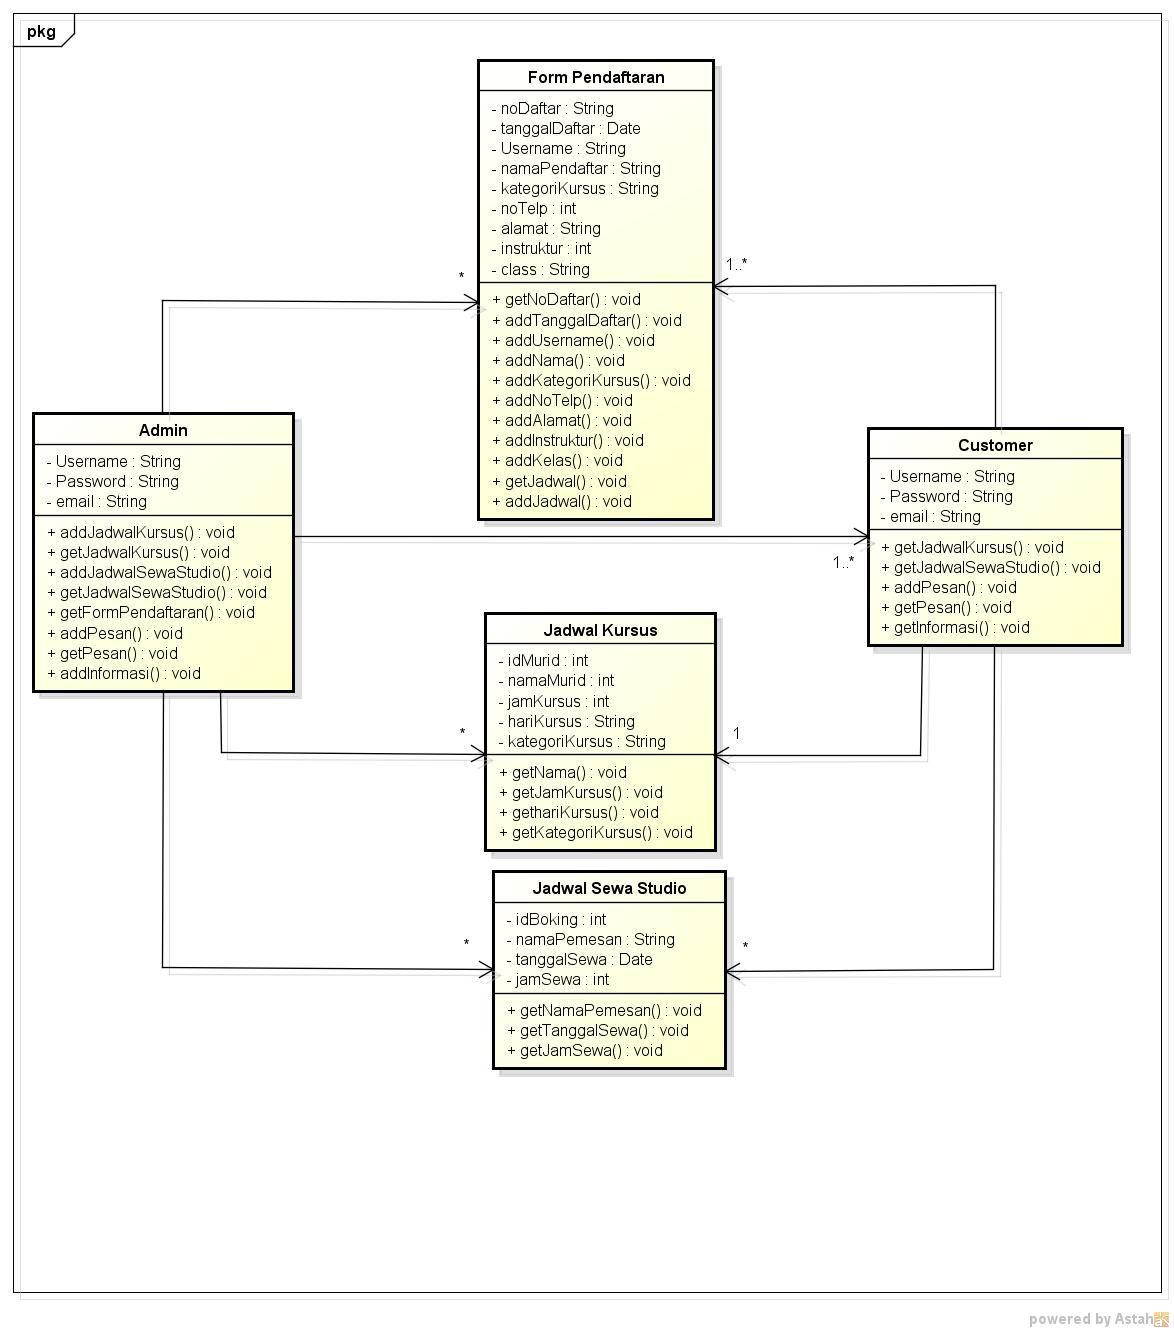 pkg
Form Pendaftaran
- noDaftar : String
- tanggalDaftar : Date
- Username : String
- namaPendaftar : String
- kategoriKursus : String
- noTelp : int
- alamat : String
- instruktur : int
- class : String
+ getNoDaftar() : void
+ addTanggalDaftar() : void
+ addUsername() : void
+ addNama() : void
+ addKategoriKursus() : void
+ addNoTelp() : void
+ addAlamat() : void
+ addInstruktur() : void
+ addKelas() : void
+ getJadwal() : void
+ addJadwal() : void
*
1..*
Admin
- Username : String
- Password : String
- email : String
+ addJadwalKursus() : void
+ getJadwalKursus() : void
+ addJadwalSewaStudio() : void
+ getJadwalSewaStudio() : void
+ getFormPendaftaran() : void
+ addPesan() : void
+ getPesan() : void
+ addInformasi() : void
Customer
- Username : String
- Password : String
- email : String
+ getJadwalKursus() : void
+ getJadwalSewaStudio() : void
+ addPesan() : void
+ getPesan() : void
+ getInformasi() : void
1..*
Jadwal Kursus
- idMurid : int
- namaMurid : int
- jamKursus : int
- hariKursus : String
- kategoriKursus : String
+ getNama() : void
+ getJamKursus() : void
+ gethariKursus() : void
+ getKategoriKursus() : void
*
1
Jadwal Sewa Studio
- idBoking : int
- namaPemesan : String
- tanggalSewa : Date
- jamSewa : int
+ getNamaPemesan() : void
+ getTanggalSewa() : void
+ getJamSewa() : void
*
*
powered by Astah